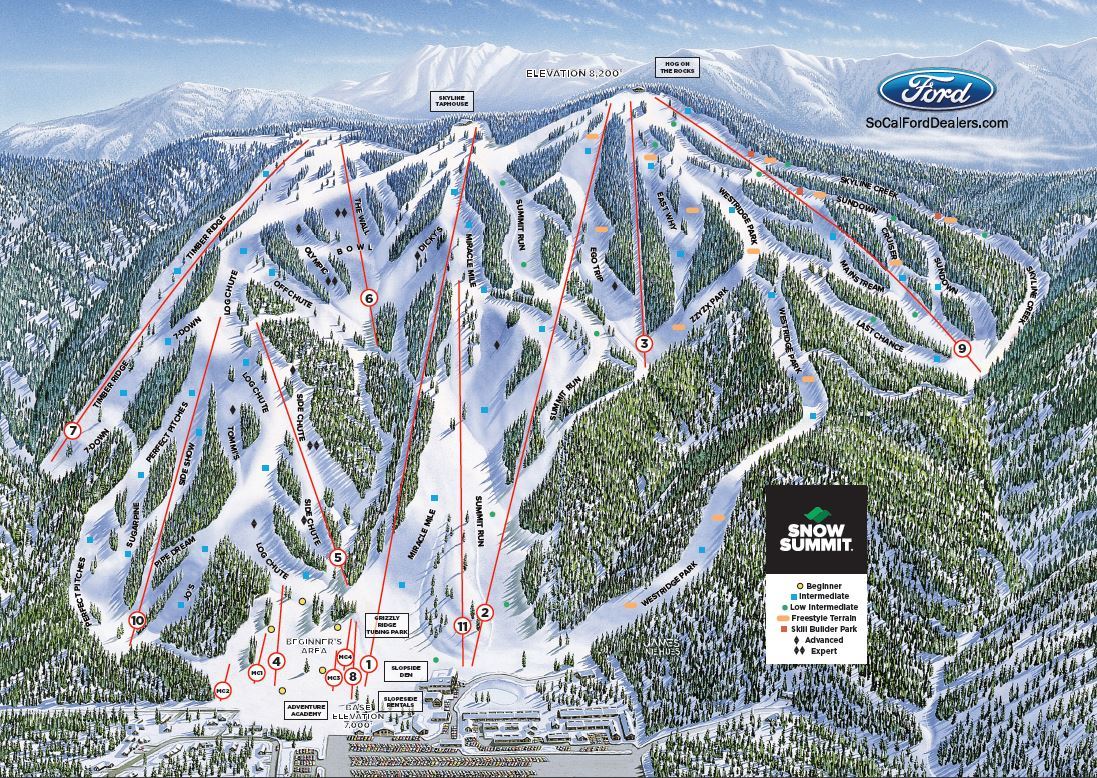 ELEVATION 8,200'
HOG ON
THE ROCKS
SKYLINE
TAPHOUSE
Ford
SoCalFordDealers.com
SKYLINE CREEK
SUNDOWN
CRUISER
SUNDOWN
MAINSTREAM
SKYLINE CREEK
LAST CHANCE
9
WESTRIDGE PARK
EAST WHY
ZZYZX PARK
WESTRIDGE PARK
3
EGO TRIP
SUMMIT RUN
MIRACLE MILE
DICKY'S
THE WALL
BOWL
OLYMPIC
6
OFF CHUTE
LOG CHUTE
TIMBER RIDGE
7-DOWN
TIMBER RIDGE
7
7-DOWN
PERFECT PITCHES
SIDE SHOW
LOG CHUTE
TOMMI'S
SIDE CHUTE
SUMMIT RUN
SUMMIT RUN
MIRACLE MILE
SIDE CHUTE
5
LOG CHUTE
SUGARPINE
PIPE DREAM
JO'S
PERFECT PITCHES
10
WESTRIDGE PARK
2
11
GRIZZLY
RIDGE
TUBING PARK
BEGINNER'S
AREA
MC4
1
4
MC1
MC3
8
MC2
SLOPSIDE
DEN
SLOPESIDE
RENTALS
ADVENTURE
ACADEMY
BASE
ELEVATION
7,000'
SNOW
SUMMIT.
Beginner
Intermediate
Low Intermediate
Freestyle Terrain
Skill Builder Park
Advanced
Expert